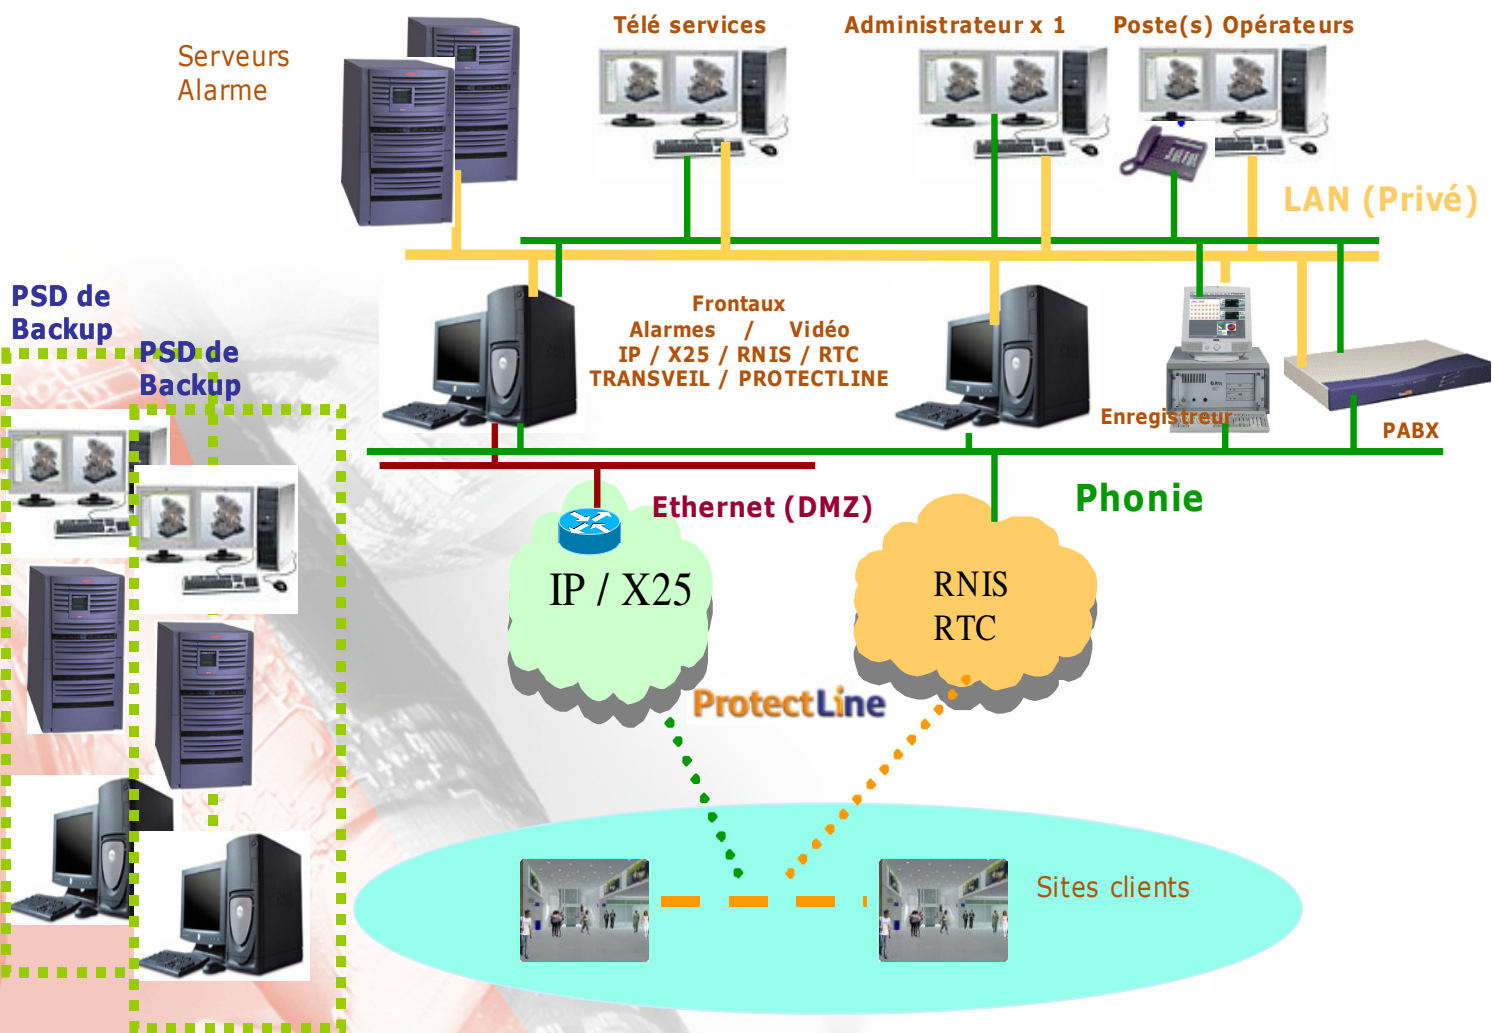 Télé services
Administrateur x 1
Poste(s) Opérateurs
Serveurs
Alarme
LAN (Privé)
PSD de
Backup
PSD de
Backup
Frontaux
Alarmes / Vidéo
IP / X25 / RNIS / RTC
TRANSVEIL / PROTECTLINE
Enregistreur
PABX
Ethernet (DMZ)
Phonie
IP / X25
RNIS
RTC
ProtectLine
Sites clients